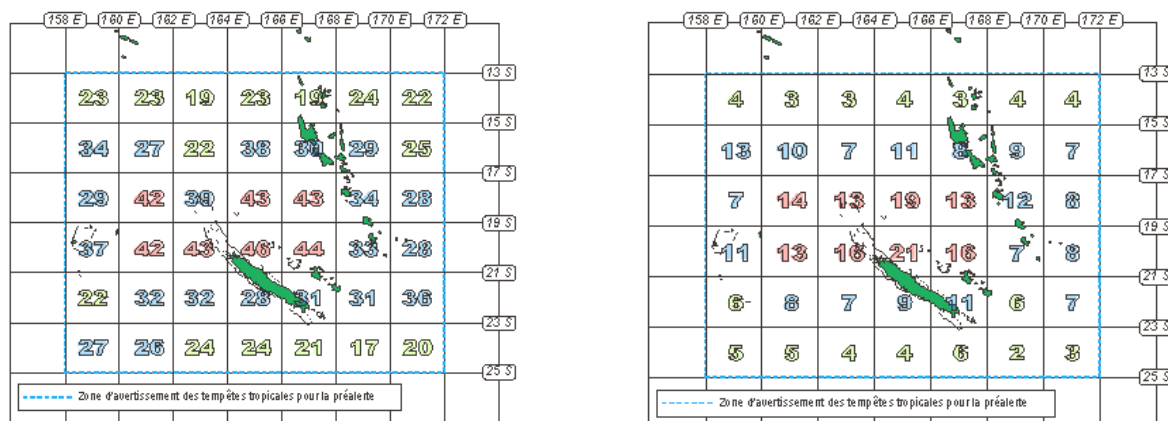 158 E 160 E 162 E 164 E 166 E 168 E 170 E 172 E
13 S
23 23 19 23 19 24 22
15 S
34 27 22 38 30 29 25
17 S
29 42 39 43 43 34 28
19 S
37 42 43 46 44 33 28
21 S
22 32 32 28 31 31 36
23 S
27 26 24 24 21 17 20
25 S
Zone d'avertissement des tempêtes tropicales pour la préalerte
158 E 160 E 162 E 164 E 166 E 168 E 170 E 172 E
13 S
4 3 3 4 3 4 4
15 S
13 10 7 11 8 9 7
17 S
7 14 13 19 13 12 8
19 S
11 13 16 21 16 7 8
21 S
6 8 7 9 11 6 7
23 S
5 5 4 4 6 2 3
25 S
Zone d'avertissement des tempêtes tropicales pour la préalerte